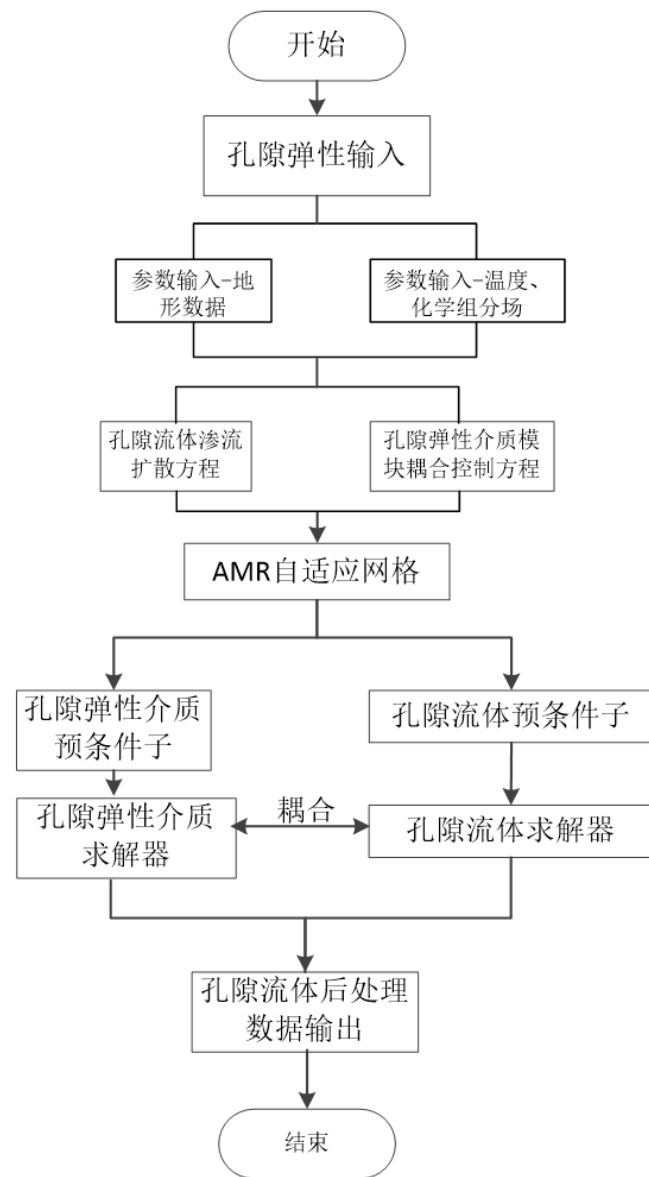 开始
孔隙弹性输入
参数输入-地
形数据
参数输入-温度、
化学组分场
孔隙流体渗流
扩散方程
孔隙弹性介质模
块耦合控制方程
AMR自适应网格
孔隙弹性介质
预条件子
孔隙流体预条件子
孔隙弹性介质
求解器
耦合
孔隙流体求解器
孔隙流体后处理
数据输出
结束